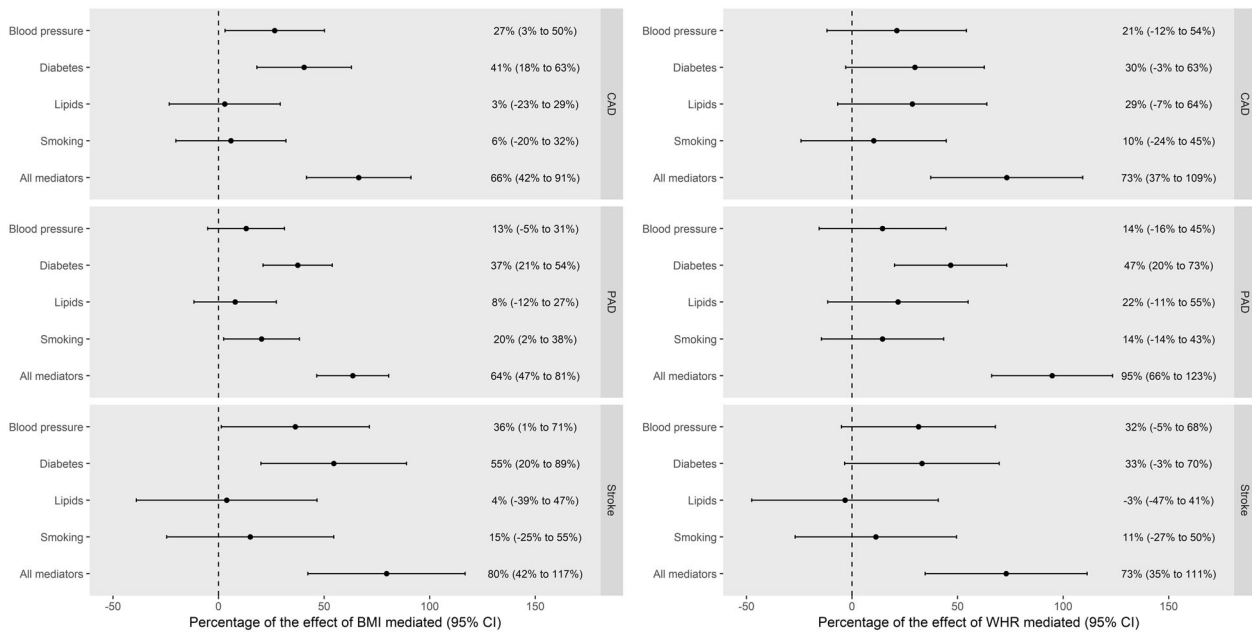 Blood pressure 27% (3% to 50%)
Diabetes 41% (18% to 63%)
Lipids 3% (-23% to 29%)
Smoking 6% (-20% to 32%)
All mediators 66% (42% to 91%)
CAD
Blood pressure 13% (-5% to 31%)
Diabetes 37% (21% to 54%)
Lipids 8% (-12% to 27%)
Smoking 20% (2% to 38%)
All mediators 64% (47% to 81%)
PAD
Blood pressure 36% (1% to 71%)
Diabetes 55% (20% to 89%)
Lipids 4% (-39% to 47%)
Smoking 15% (-25% to 55%)
All mediators 80% (42% to 117%)
Stroke
-50 0 50 100 150
Percentage of the effect of BMI mediated (95% CI)
Blood pressure 21% (-12% to 54%)
Diabetes 30% (-3% to 63%)
Lipids 29% (-7% to 64%)
Smoking 10% (-24% to 45%)
All mediators 73% (37% to 109%)
CAD
Blood pressure 14% (-16% to 45%)
Diabetes 47% (20% to 73%)
Lipids 22% (-11% to 55%)
Smoking 14% (-14% to 43%)
All mediators 95% (66% to 123%)
PAD
Blood pressure 32% (-5% to 68%)
Diabetes 33% (-3% to 70%)
Lipids -3% (-47% to 41%)
Smoking 11% (-27% to 50%)
All mediators 73% (35% to 111%)
Stroke
-50 0 50 100 150
Percentage of the effect of WHR mediated (95% CI)